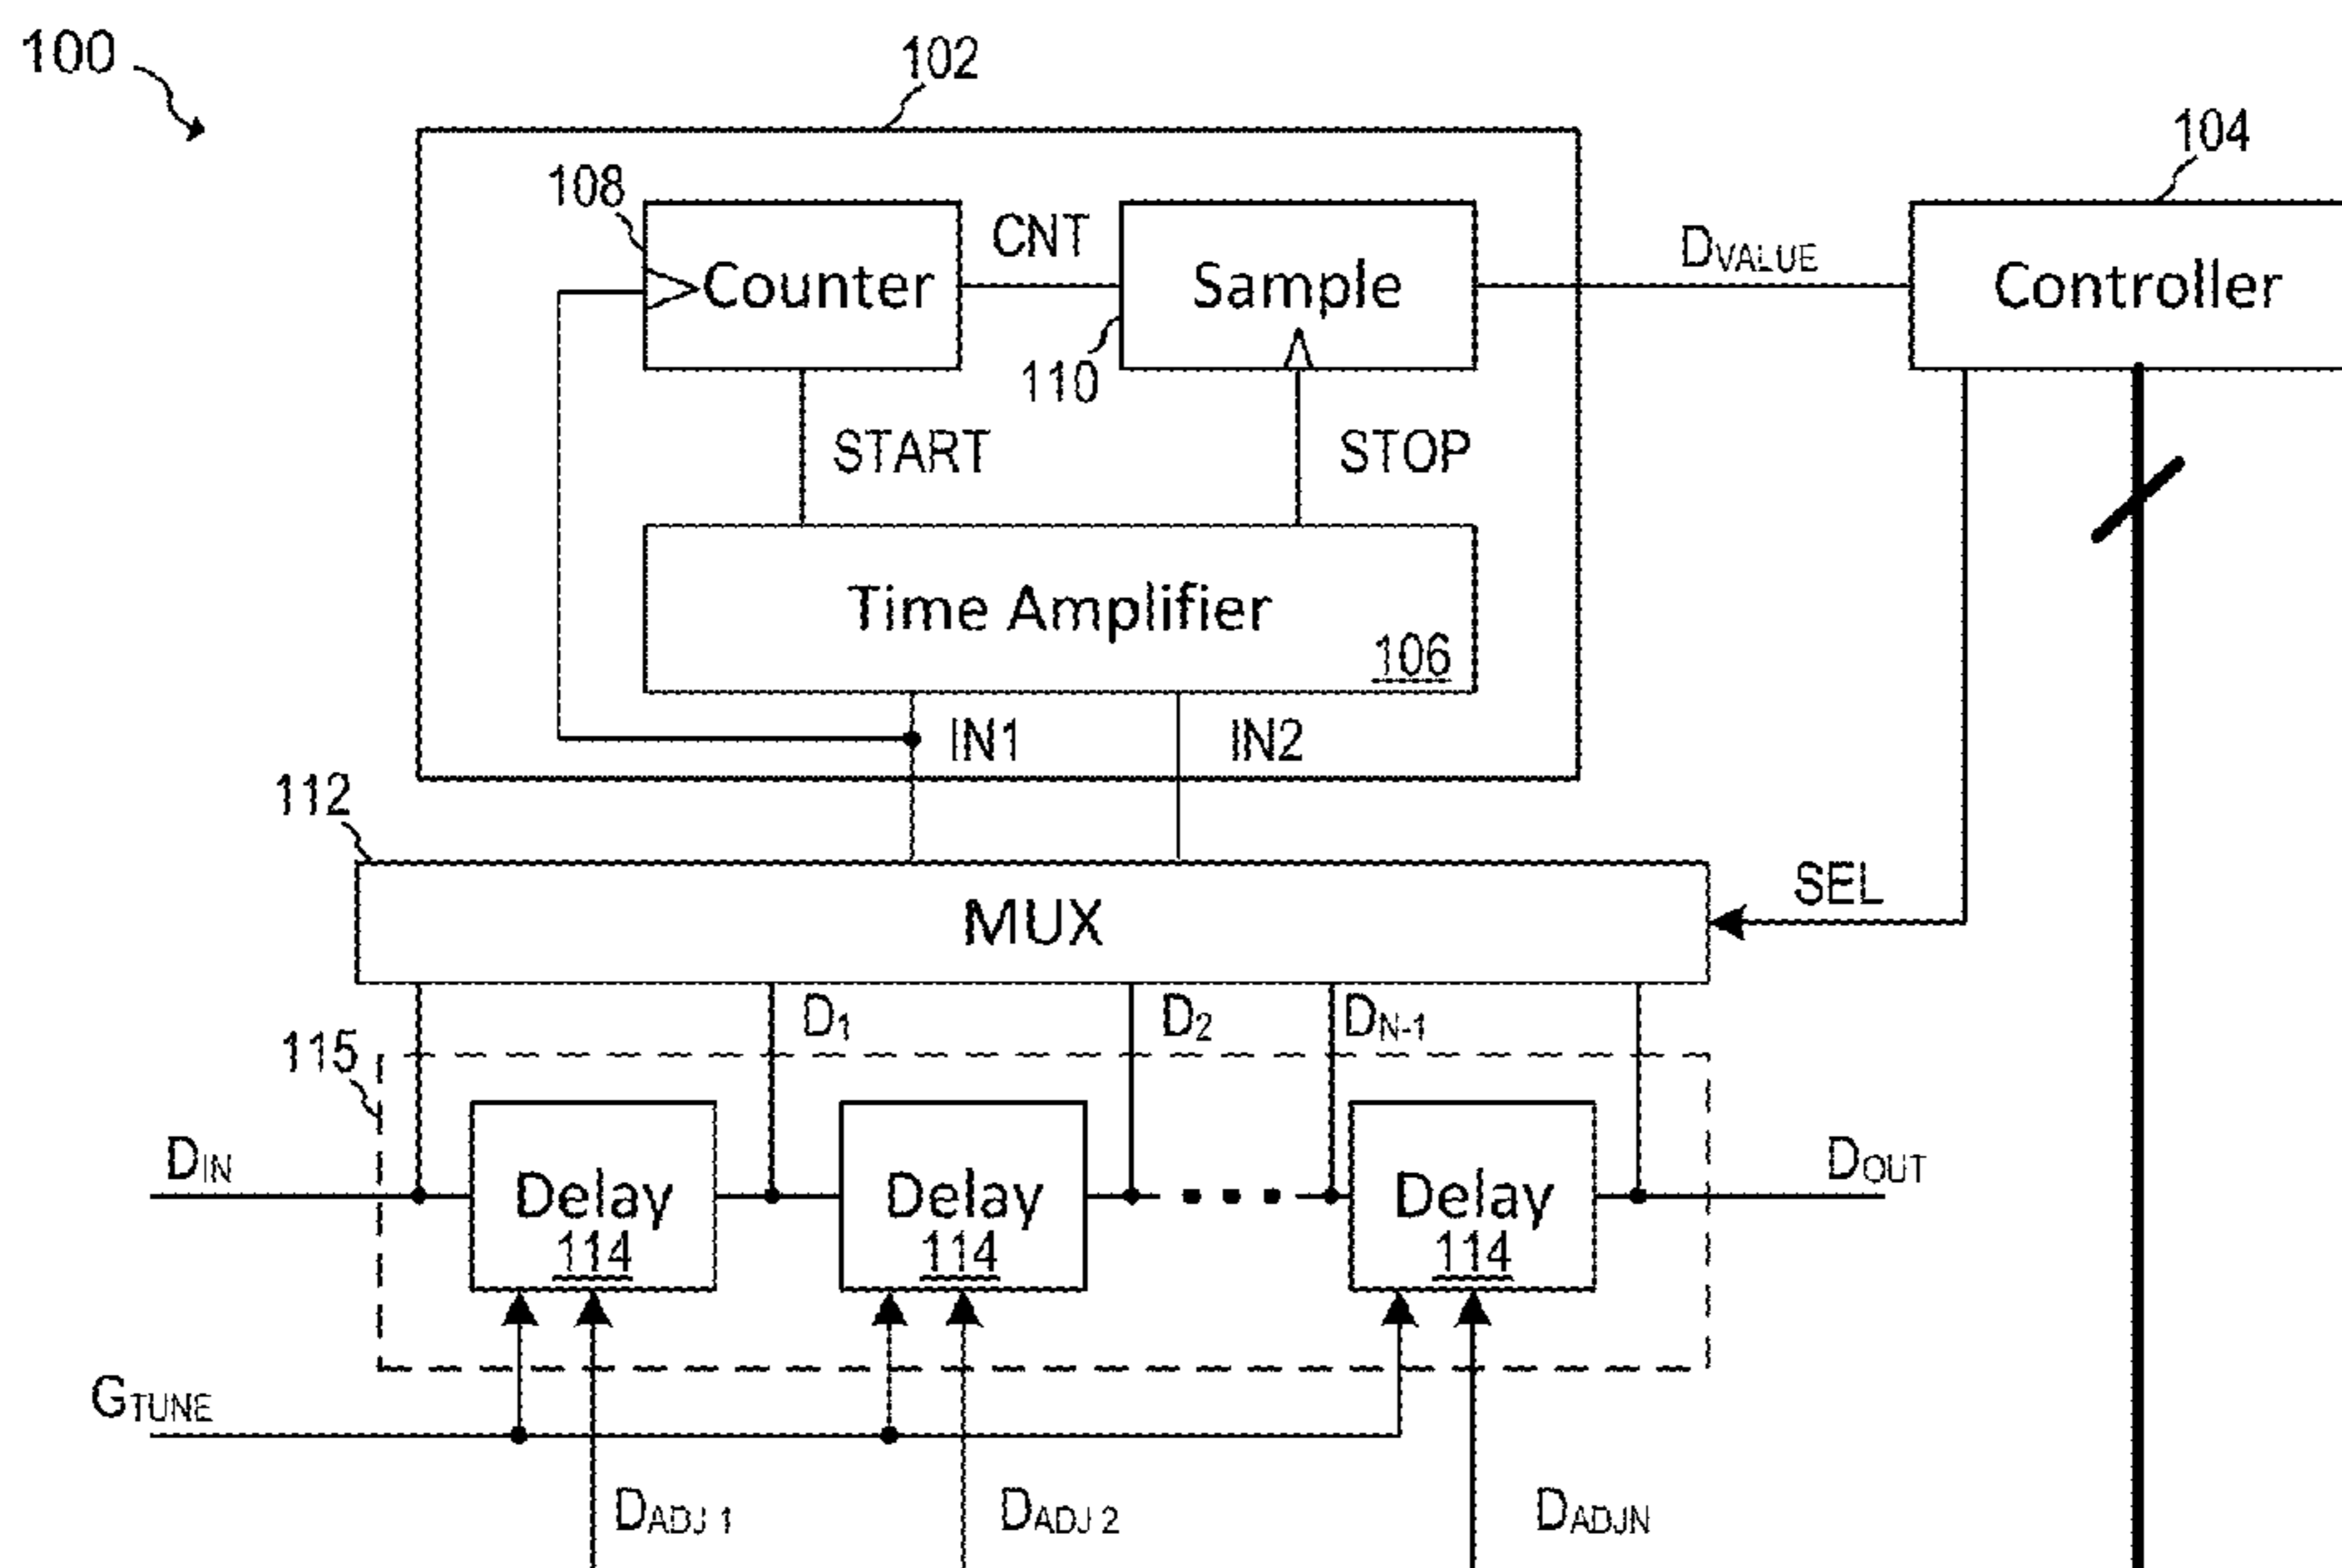 100
102
104
108
CNT
D_VALUE
Counter
Sample
Controller
110
START
STOP
Time Amplifier
106
IN1
IN2
112
SEL
MUX
D1
D2
DN-1
115
DIN
DOUT
Delay
114
Delay
114
Delay
114
GTUNE
DADJ 1
DADJ 2
DADJN